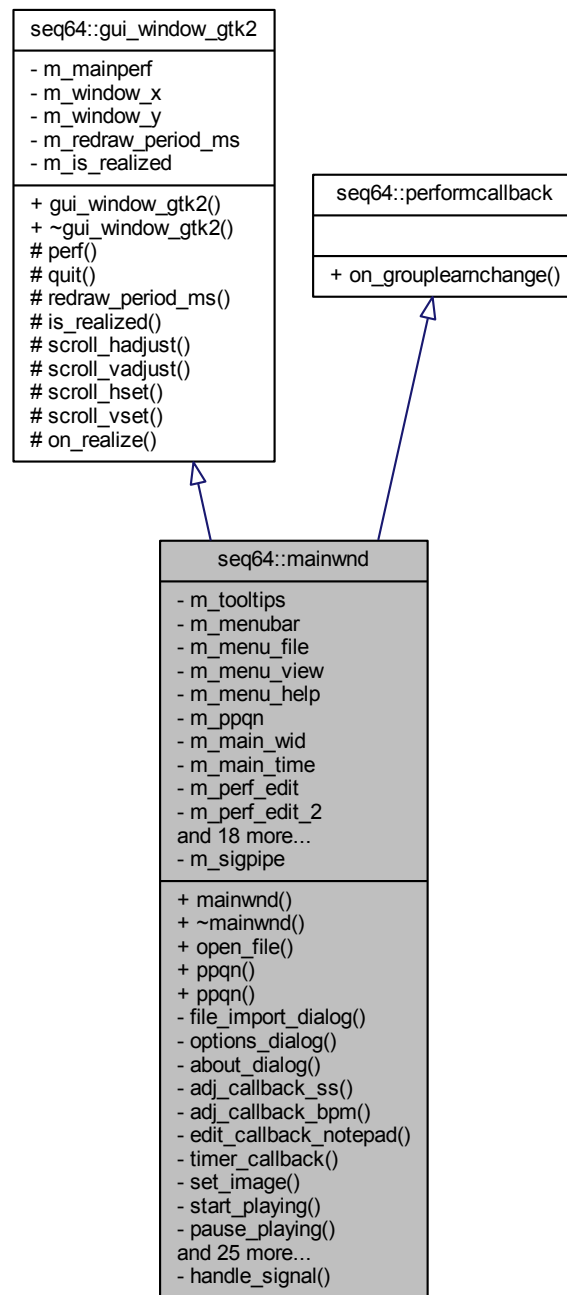 seq64::gui_window_gtk2
- m_mainperf
- m_window_x
- m_window_y
- m_redraw_period_ms
- m_is_realized
+ gui_window_gtk2()
+ ~gui_window_gtk2()
# perf()
# quit()
# redraw_period_ms()
# is_realized()
# scroll_hadjust()
# scroll_vadjust()
# scroll_hset()
# scroll_vset()
# on_realize()
seq64::performcallback
+ on_grouplearnchange()
seq64::mainwnd
- m_tooltips
- m_menubar
- m_menu_file
- m_menu_view
- m_menu_help
- m_ppqn
- m_main_wid
- m_main_time
- m_perf_edit
- m_perf_edit_2
and 18 more...
- m_sigpipe
+ mainwnd()
+ ~mainwnd()
+ open_file()
+ ppqn()
+ ppqn()
- file_import_dialog()
- options_dialog()
- about_dialog()
- adj_callback_ss()
- adj_callback_bpm()
- edit_callback_notepad()
- timer_callback()
- set_image()
- start_playing()
- pause_playing()
and 25 more...
- handle_signal()